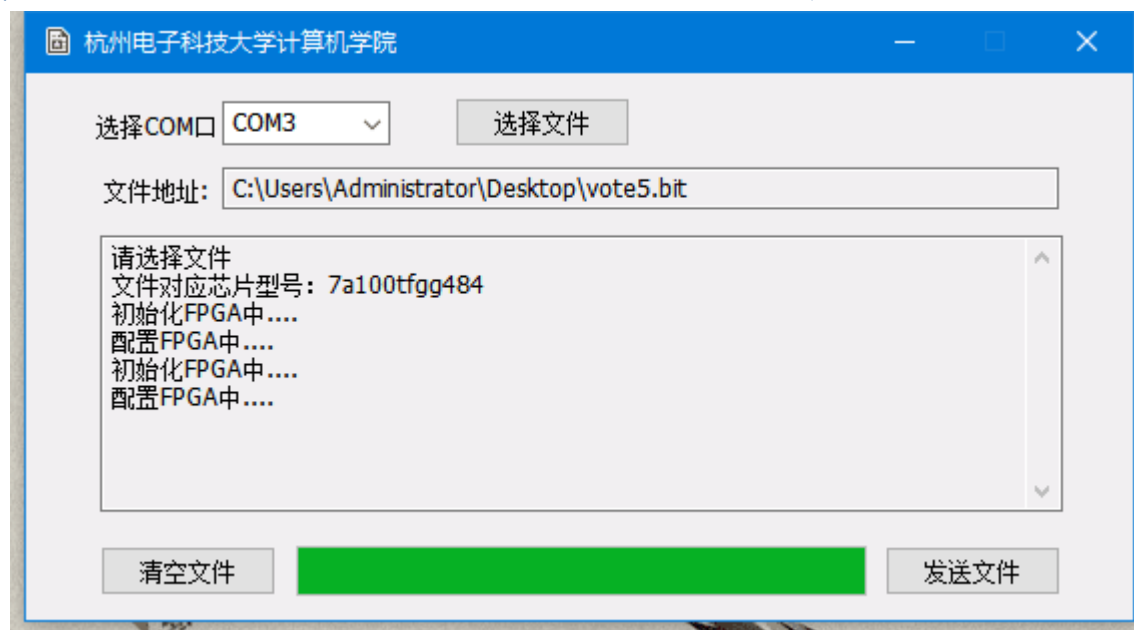 杭州电子科技大学计算机学院
选择COM口 COM3 选择文件
文件地址: C:\Users\Administrator\Desktop\vote5.bit
请选择文件
文件对应芯片型号: 7a100tfgg484
初始化FPGA中....
配置FPGA中....
初始化FPGA中....
配置FPGA中....
清空文件 发送文件